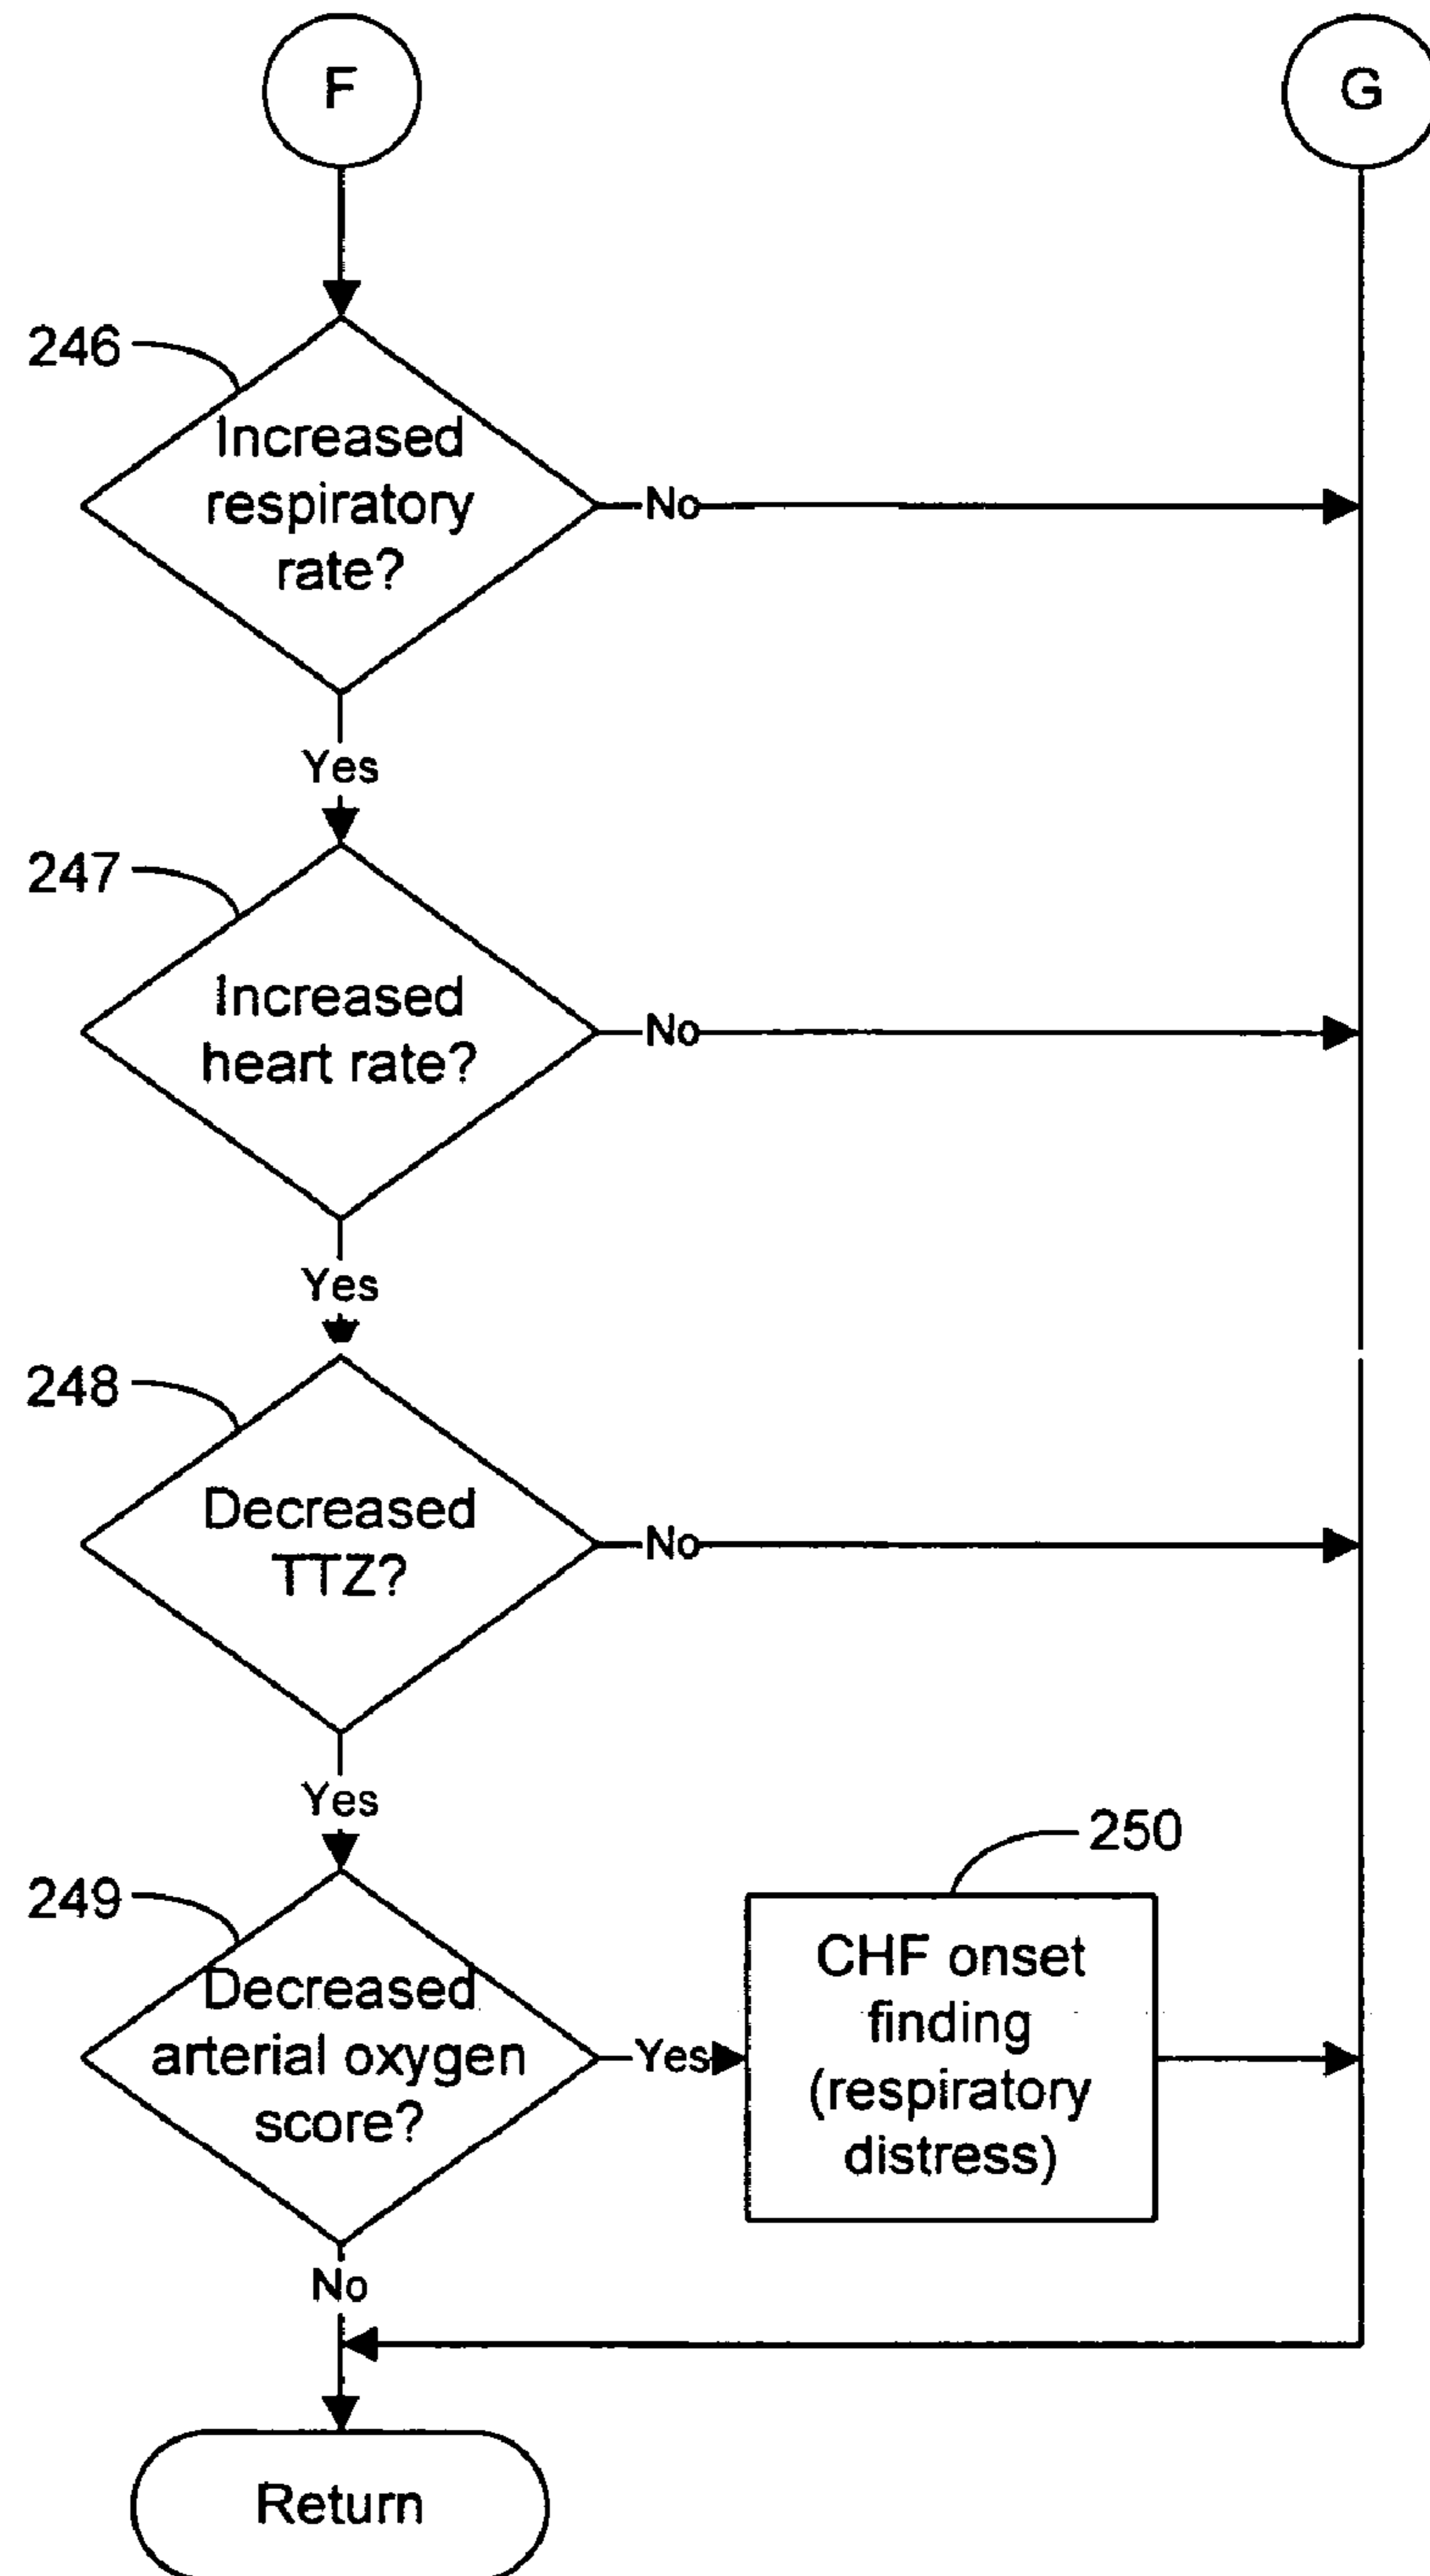 F
G
246
Increased
respiratory
rate?
No
Yes
247
Increased
heart rate?
No
Yes
248
Decreased
TTZ?
No
Yes
249
Decreased
arterial oxygen
score?
Yes
250
CHF onset
finding
(respiratory
distress)
No
Return